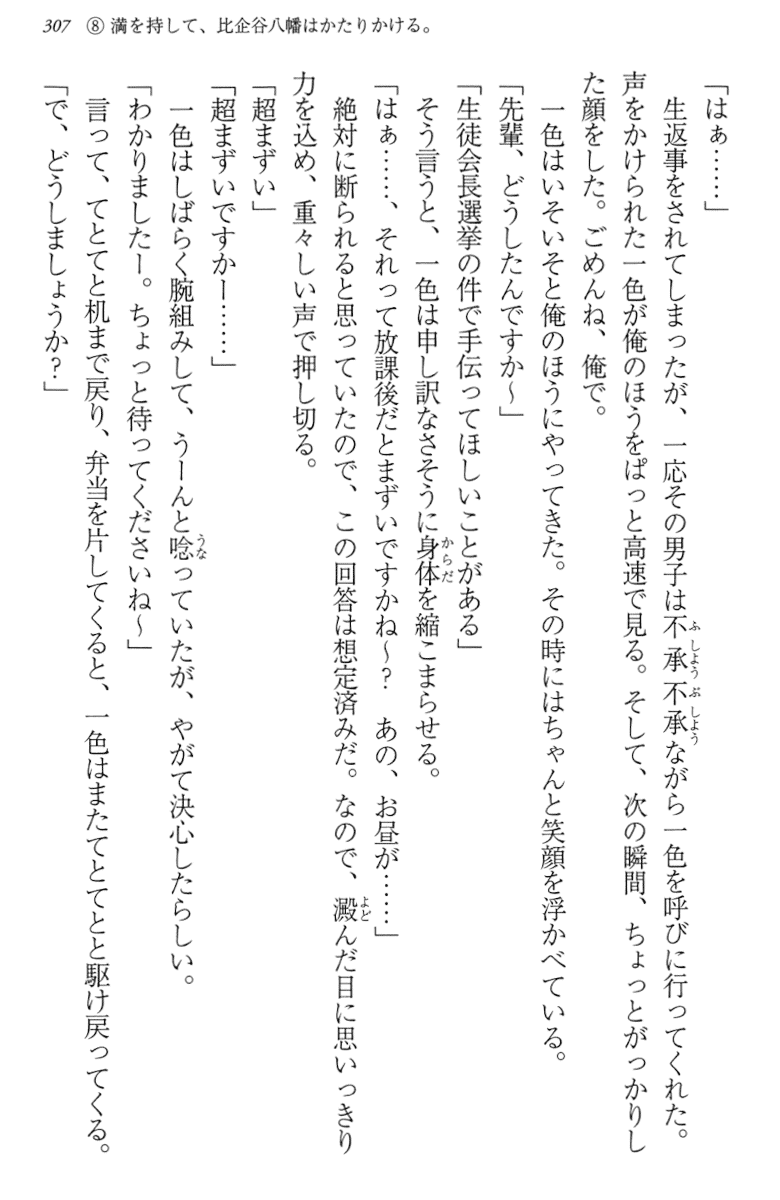 307 ⑧ 満を持して、比企谷八幡はかたりかける。
「はぁ……」
　生返事をされてしまったが、一応その男子は不承不承ながら一色を呼びに行ってくれた。
声をかけられた一色が俺のほうをぱっと高速で見る。そして、次の瞬間、ちょっとがっかりし
た顔をした。ごめんね、俺で。
　一色はいそいそと俺のほうにやってきた。その時にはちゃんと笑顔を浮かべている。
「先輩、どうしたんですか～」
「生徒会長選挙の件で手伝ってほしいことがある」
　そう言うと、一色は申し訳なさそうに身体を縮こまらせる。
「はぁ……、それって放課後だとまずいですかね～?　あの、お昼が……」
　絶対に断られると思っていたので、この回答は想定済みだ。なので、澱んだ目に思いっきり
力を込め、重々しい声で押し切る。
「超まずい」
「超まずいですかー……」
　一色はしばらく腕組みして、うーんと唸っていたが、やがて決心したらしい。
「わかりましたー。ちょっと待ってくださいね～」
　言って、てとてと机まで戻り、弁当を片してくると、一色はまたてとてとと駆け戻ってくる。
「で、どうしましょうか?」